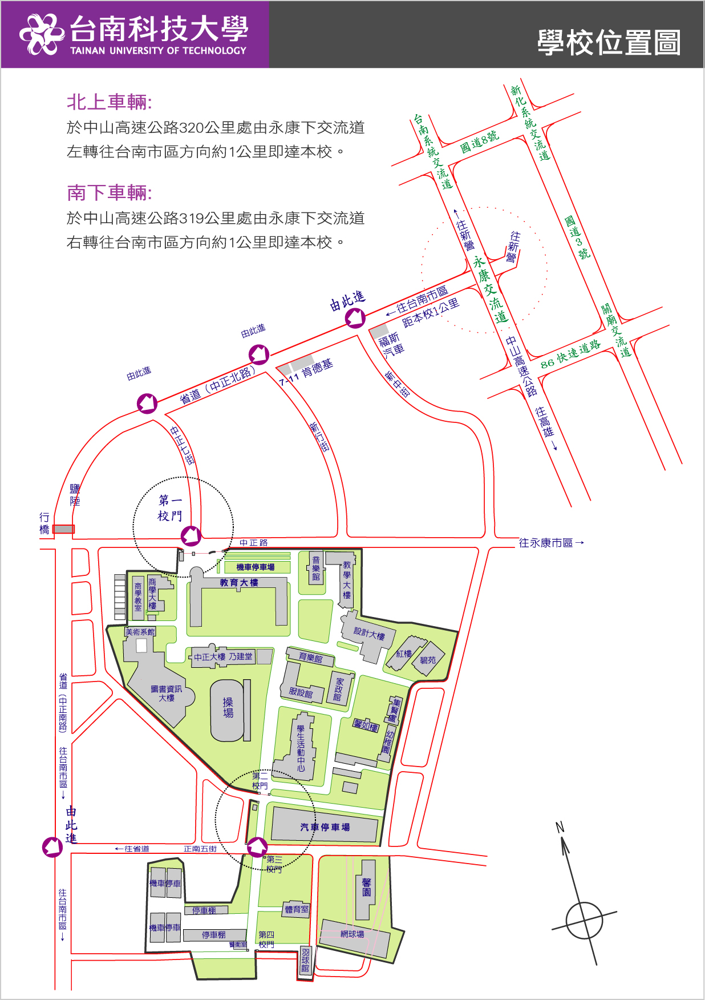 台南科技大學
TAINAN UNIVERSITY OF TECHNOLOGY
學校位置圖
北上車輛:
於中山高速公路320公里處由永康下交流道
左轉往台南市區方向約1公里即達本校。
南下車輛:
於中山高速公路319公里處由永康下交流道
右轉往台南市區方向約1公里即達本校。
新化系統交流道
台南系統交流道
國道8號
←往新營
往新營
國道3號
永康交流道
由此進
←往台南市區
距本校1公里
關廟交流道
由此進
福斯
汽車
中山高速公路
86 快速道路
由此進
省道（中正北路）
7-11 肯德基
新中街
往高雄→
中正七街
新行街
鹽陸
行橋
第一
校門
中正路
往永康市區→
機車停車場
音樂館
教學大樓
教育大樓
商學教室
商學大樓
美術系館
設計大樓
紅樓
碧苑
中正大樓 乃建堂
育樂館
圖書資訊
大樓
操場
服設館
家政館
集賢廬
馨如樓
幼稚園
學生活動中心
省道（中正南路）
往台南市區→
第二
校門
由此進
汽車停車場
←往省道
正南五街
第三
校門
機車停車
馨園
停車棚
體育室
往台南市區→
機車停車
停車棚
警衛室
第四
校門
網球場
羽球館
N